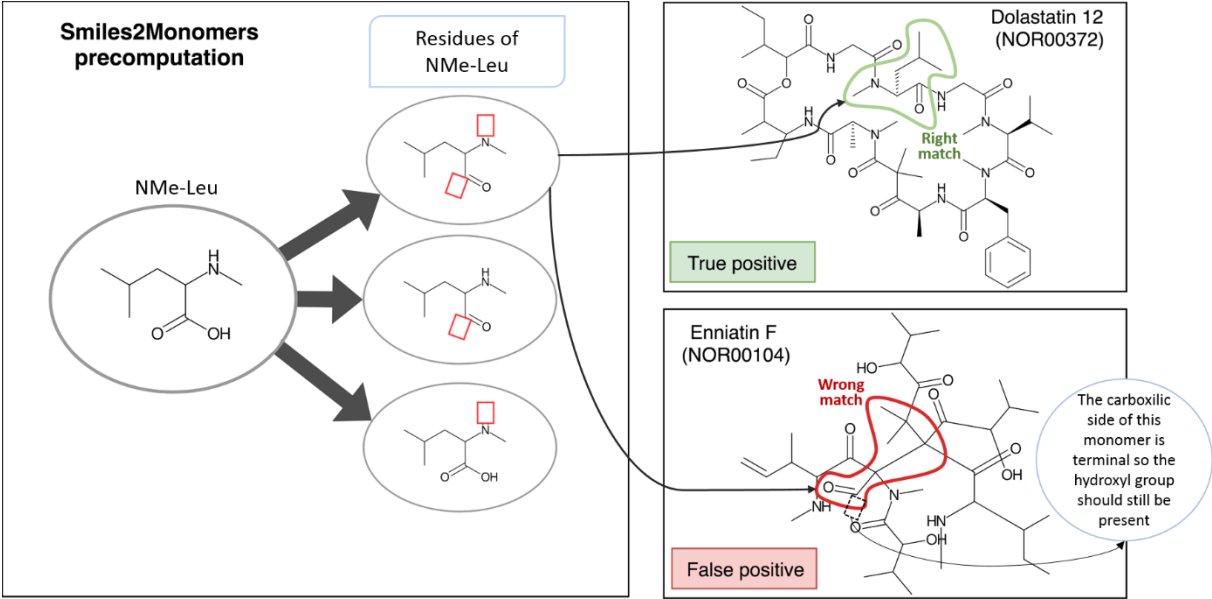 Smiles2Monomers
precomputation
Residues of
NMe-Leu
NMe-Leu
H
N
O
OH
N
O
H
N
O
N
O
OH
Dolastatin 12
(NOR00372)
O
O
NH
O
N
O
NH
O
O
N
O
N
H
O
N
O
N
O
NH
O
Right
match
True positive
Enniatin F
(NOR00104)
Wrong
match
HO
O
O
O
O
OH
O
NH
N
O
OH
HN
False positive
The carboxilic
side of this
monomer is
terminal so the
hydroxyl group
should still be
present